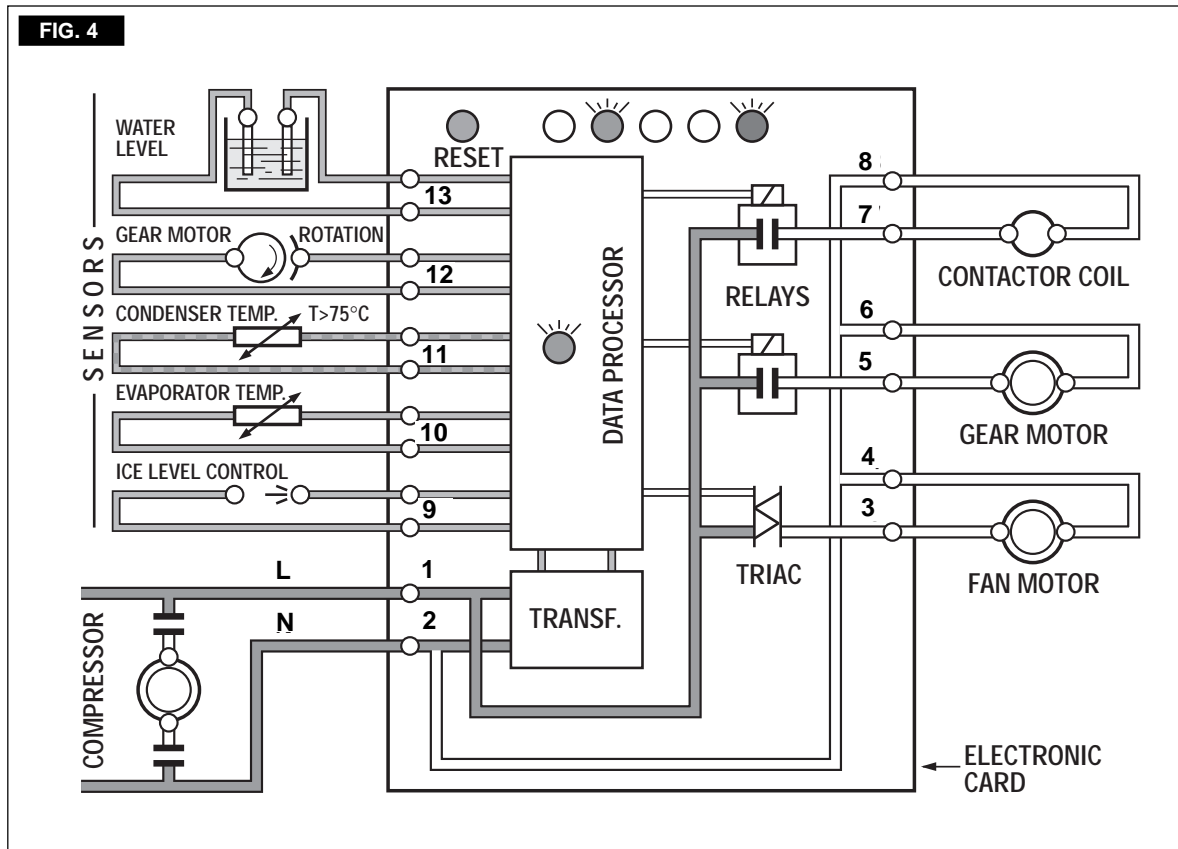 FIG. 4
WATER
LEVEL
RESET
13
GEAR MOTOR ROTATION
12
CONDENSER TEMP. T>75°C
11
EVAPORATOR TEMP.
10
ICE LEVEL CONTROL
9
SENSORS
DATA PROCESSOR
RELAYS
TRIAC
8
7
CONTACTOR COIL
6
5
GEAR MOTOR
4
3
FAN MOTOR
L
1
N
2
TRANSF.
COMPRESSOR
ELECTRONIC
CARD